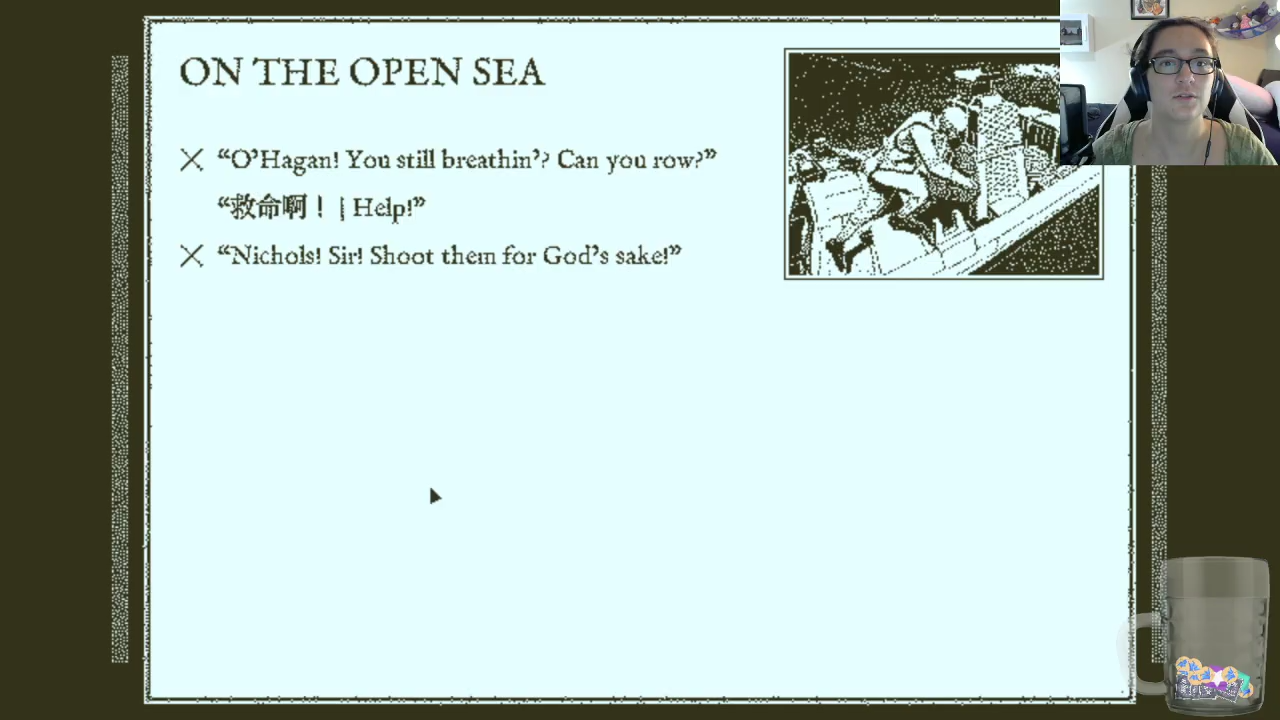 ON THE OPEN SEA
“O’Hagan! You still breathin’? Can you row?”
“救命啊！ | Help!”
“Nichols! Sir! Shoot them for God’s sake!”